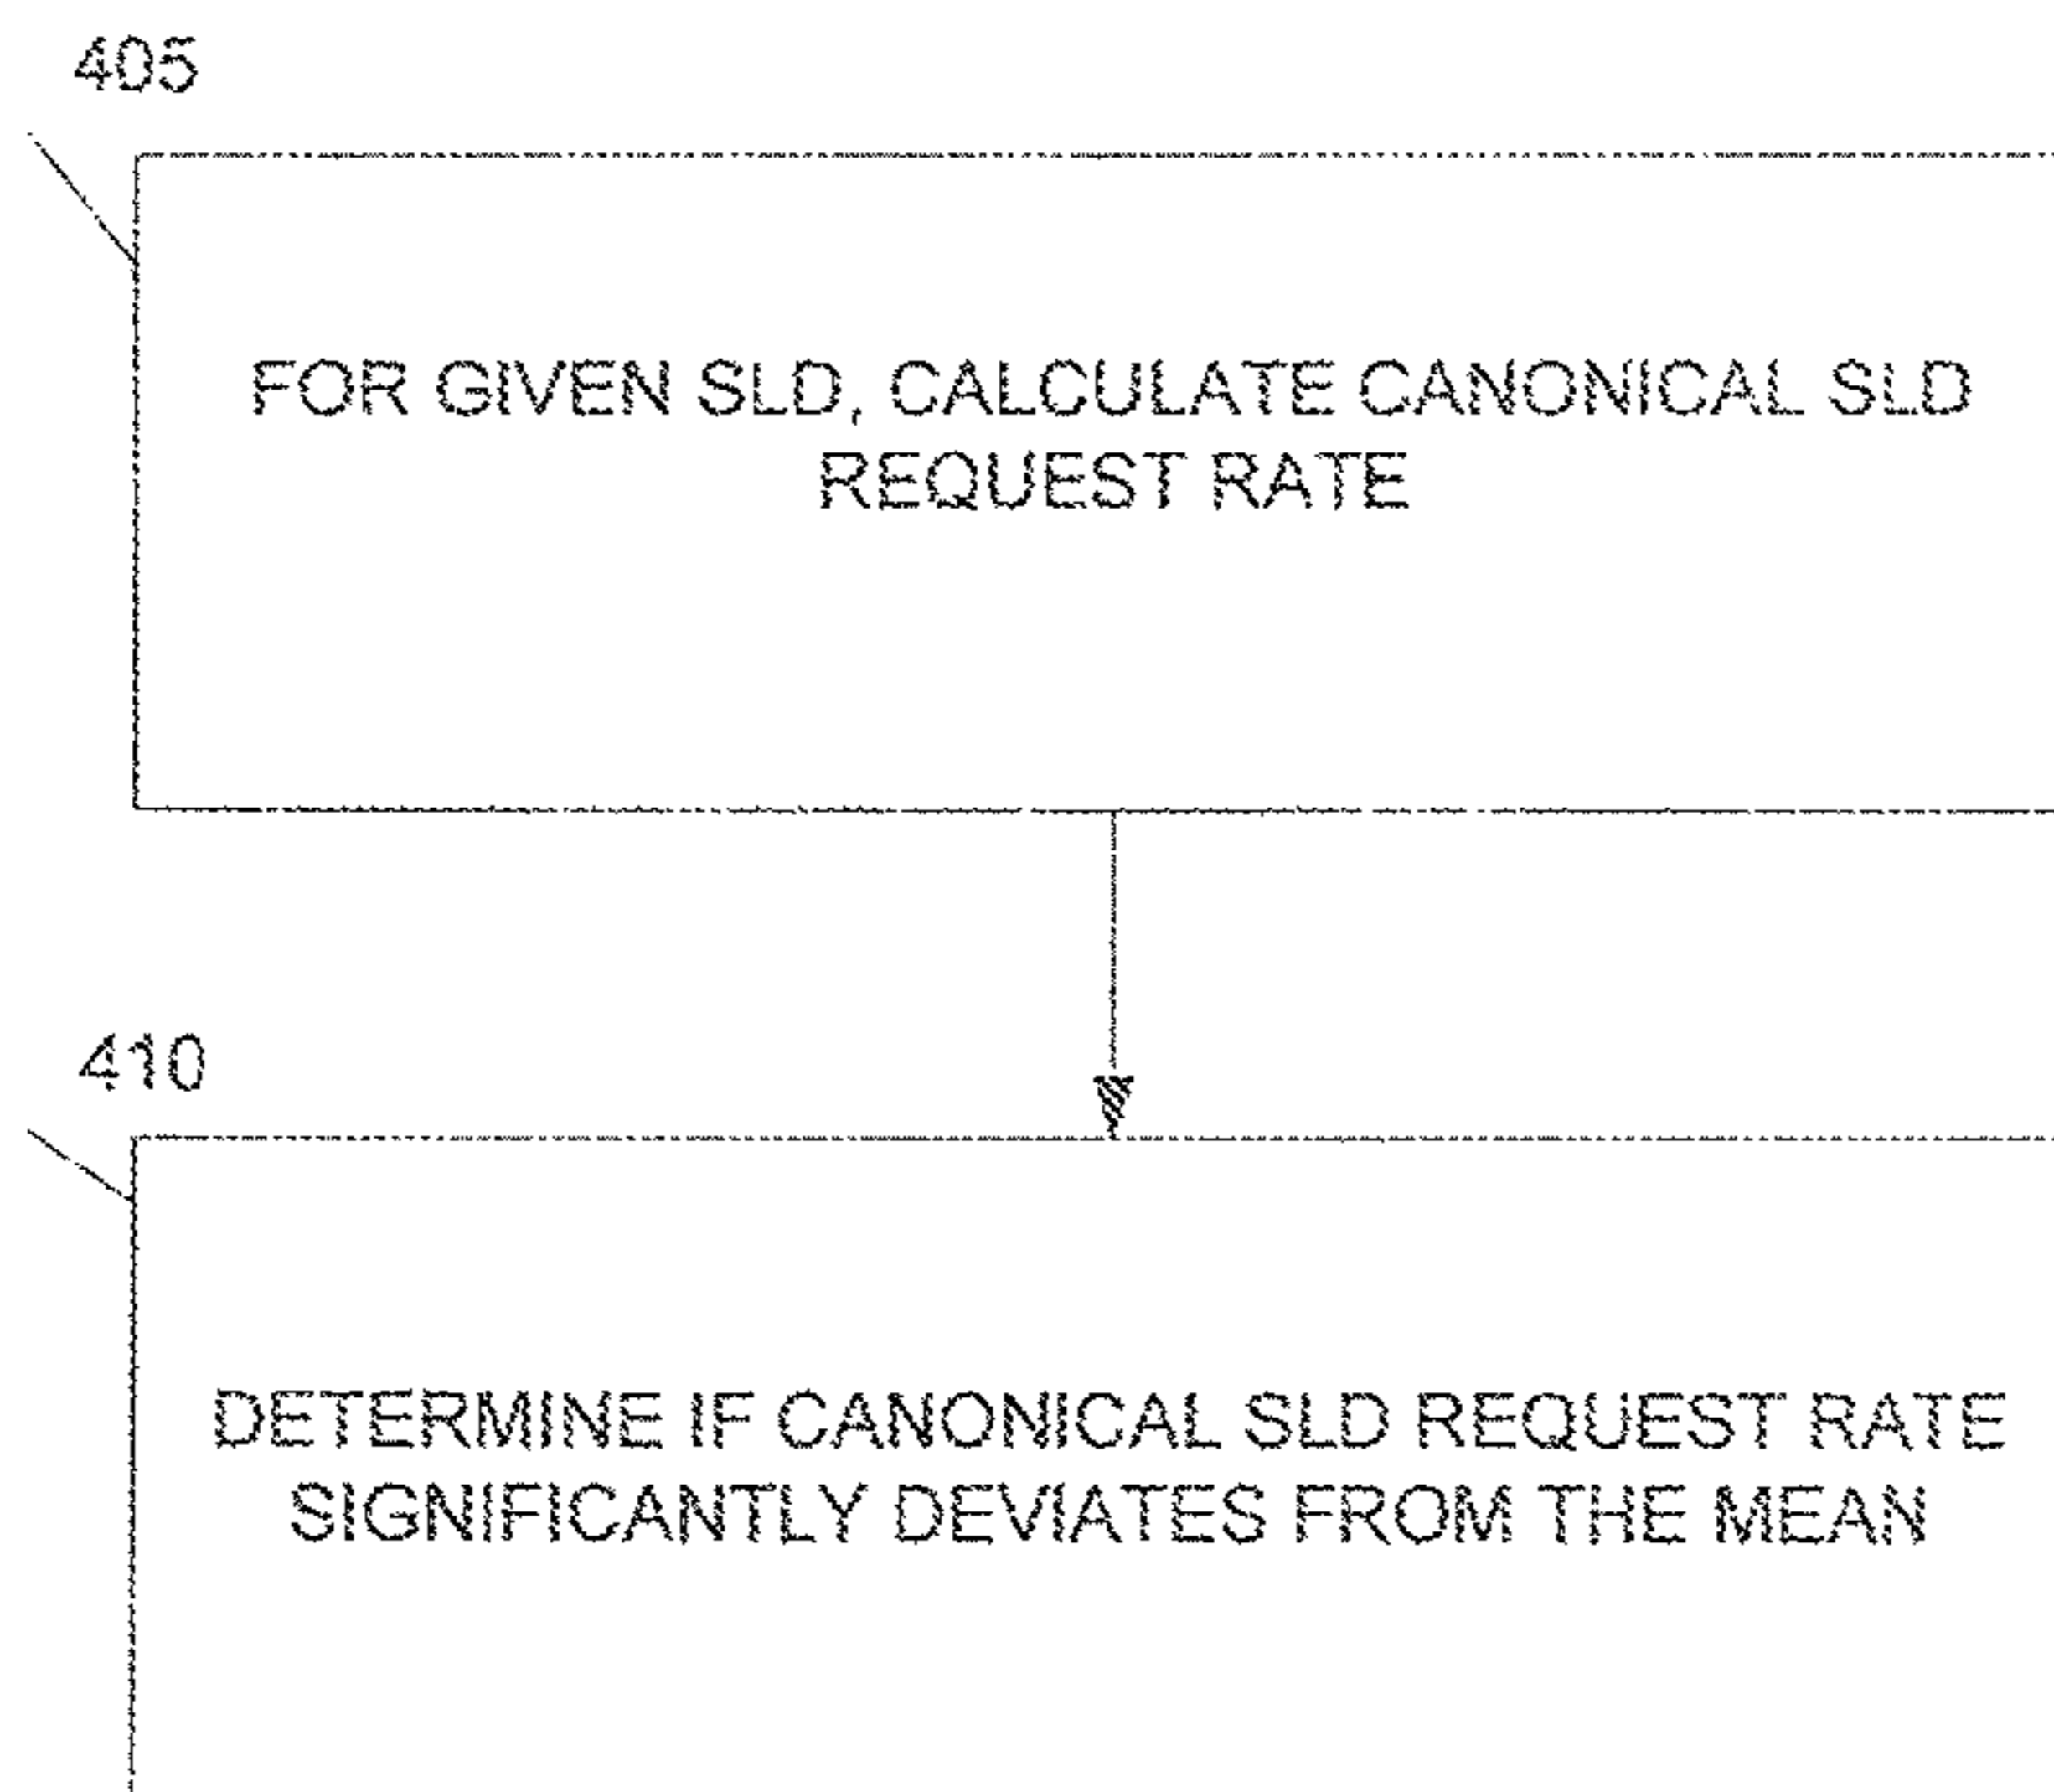 405
FOR GIVEN SLD, CALCULATE CANONICAL SLD
REQUEST RATE
410
DETERMINE IF CANONICAL SLD REQUEST RATE
SIGNIFICANTLY DEVIATES FROM THE MEAN